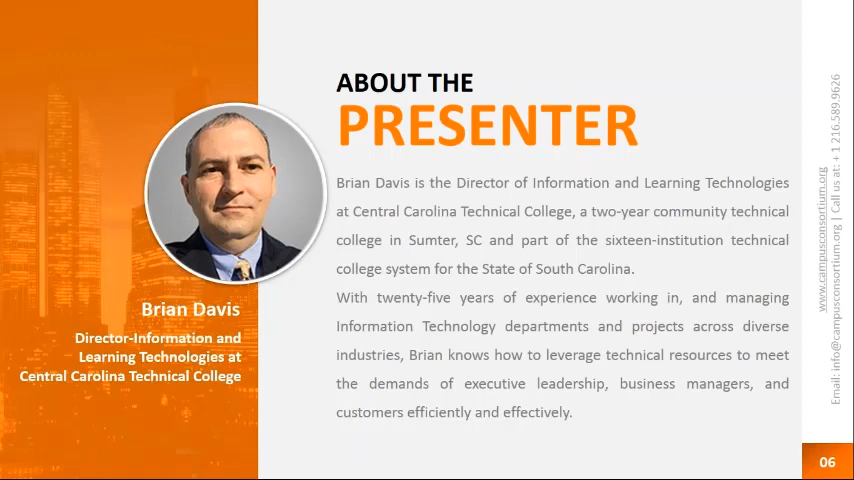 ABOUT THE
PRESENTER
Brian Davis is the Director of Information and Learning Technologies
at Central Carolina Technical College, a two-year community technical
college in Sumter, SC and part of the sixteen-institution technical
college system for the State of South Carolina.
With twenty-five years of experience working in, and managing
Information Technology departments and projects across diverse
industries, Brian knows how to leverage technical resources to meet
the demands of executive leadership, business managers, and
customers efficiently and effectively.
Brian Davis
Director-Information and
Learning Technologies at
Central Carolina Technical College
www.campusconsortium.org
Email: info@campusconsortium.org | Call us at: + 1 216.589.9626
06